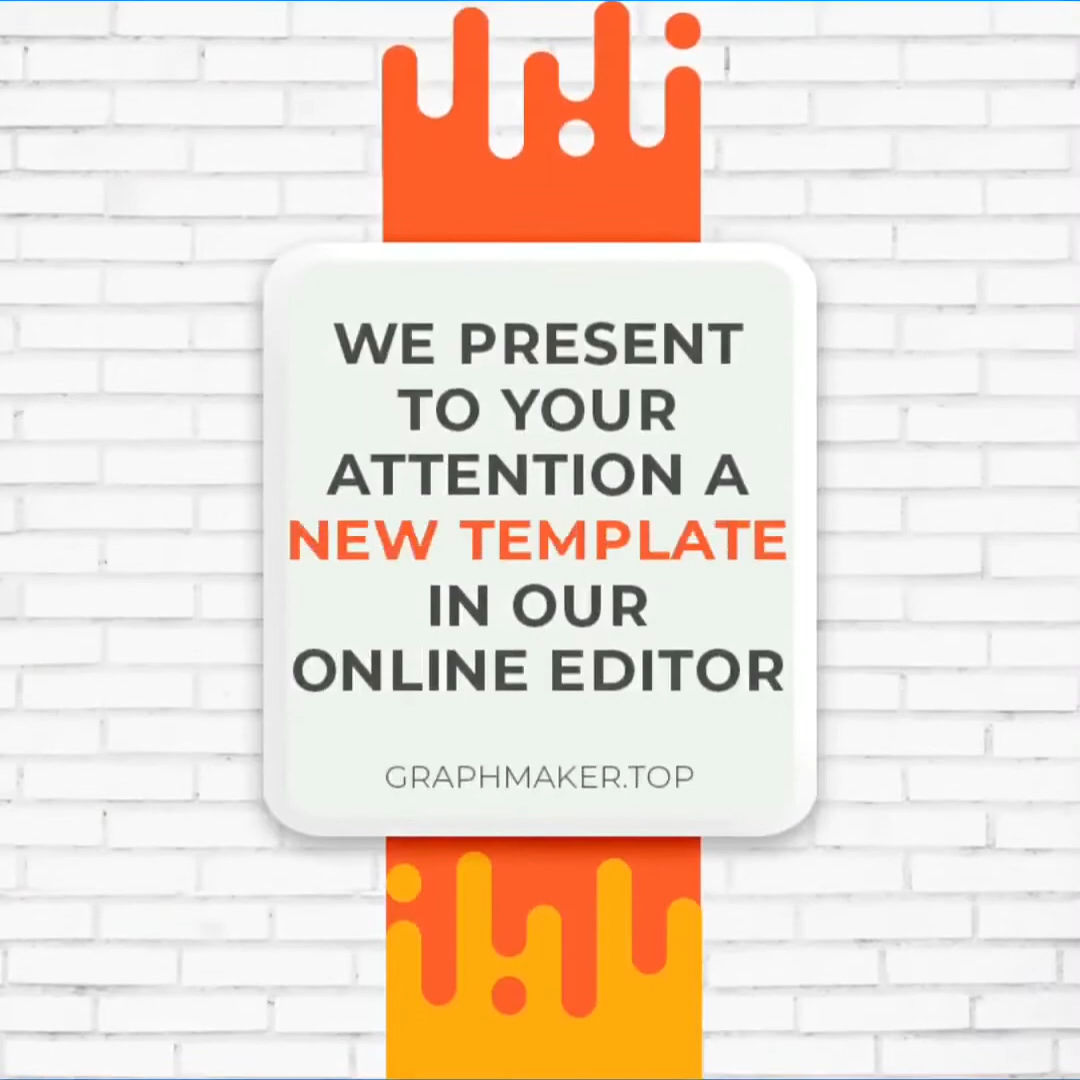 WE PRESENT
TO YOUR
ATTENTION A
NEW TEMPLATE
IN OUR
ONLINE EDITOR
GRAPHMAKER.TOP